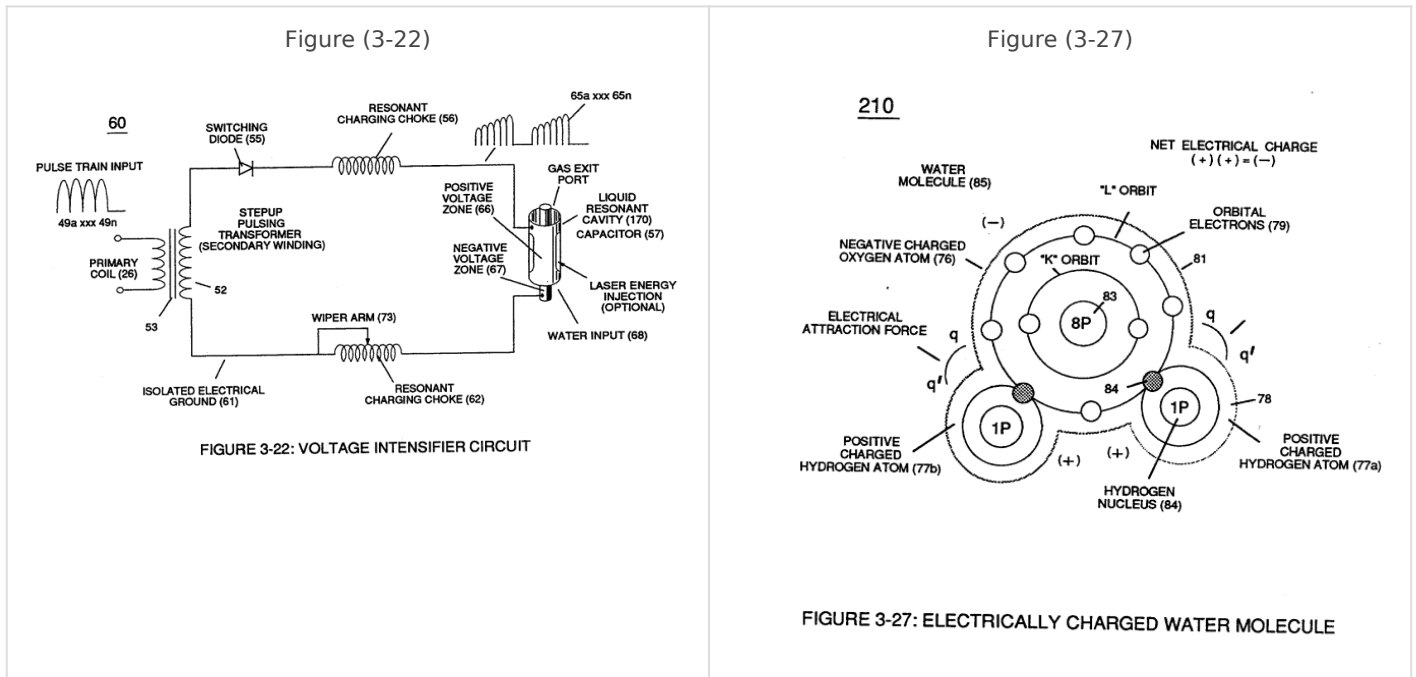 Figure (3-22)
60
PULSE TRAIN INPUT
49a xxx 49n
PRIMARY
COIL (26)
53
52
STEPUP
PULSING
TRANSFORMER
(SECONDARY WINDING)
SWITCHING
DIODE (55)
RESONANT
CHARGING CHOKE (56)
65a xxx 65n
GAS EXIT
PORT
POSITIVE
VOLTAGE
ZONE (66)
LIQUID
RESONANT
CAVITY (170)
CAPACITOR (57)
NEGATIVE
VOLTAGE
ZONE (67)
LASER ENERGY
INJECTION
(OPTIONAL)
WATER INPUT (68)
WIPER ARM (73)
ISOLATED ELECTRICAL
GROUND (61)
RESONANT
CHARGING CHOKE (62)
FIGURE 3-22: VOLTAGE INTENSIFIER CIRCUIT
Figure (3-27)
210
NET ELECTRICAL CHARGE
(+) (+) = (−)
WATER
MOLECULE (85)
"L" ORBIT
ORBITAL
ELECTRONS (79)
(−)
NEGATIVE CHARGED
OXYGEN ATOM (76)
"K" ORBIT
81
83
8P
ELECTRICAL
ATTRACTION FORCE
q
q'
q
q'
84
78
1P
1P
POSITIVE
CHARGED
HYDROGEN ATOM (77b)
(+)
(+)
POSITIVE
CHARGED
HYDROGEN ATOM (77a)
HYDROGEN
NUCLEUS (84)
FIGURE 3-27: ELECTRICALLY CHARGED WATER MOLECULE